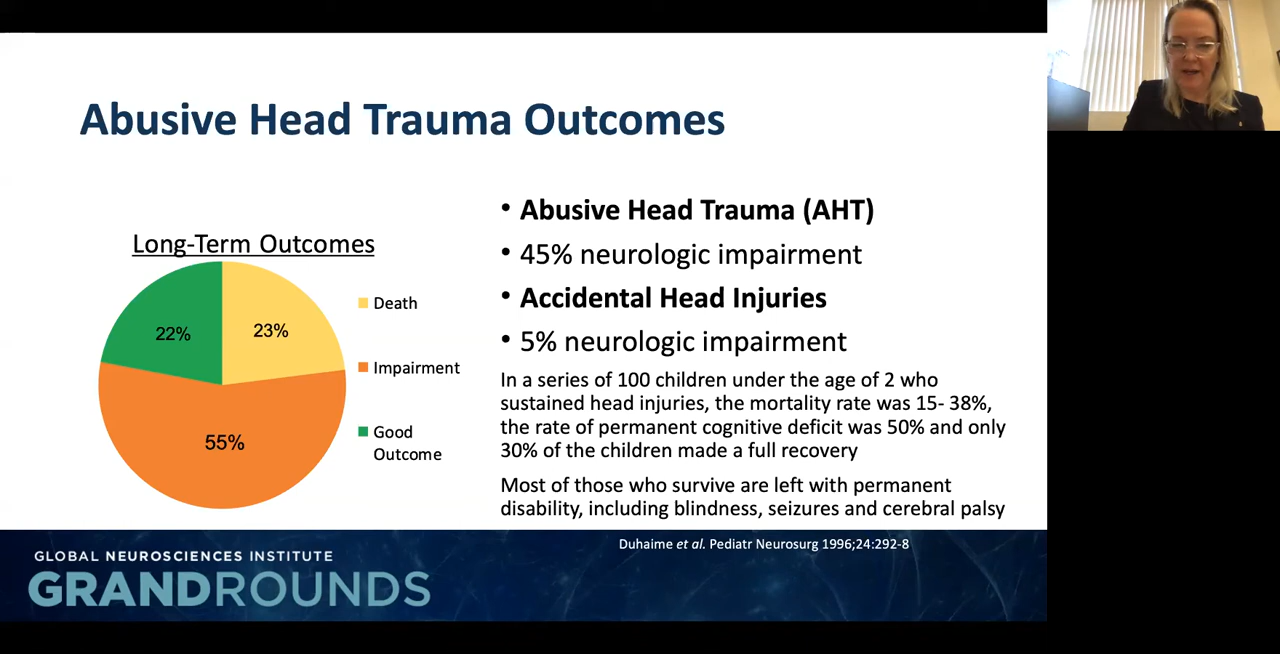 Abusive Head Trauma Outcomes
Long-Term Outcomes
22%
23%
55%
Death
Impairment
Good
Outcome
• Abusive Head Trauma (AHT)
• 45% neurologic impairment
• Accidental Head Injuries
• 5% neurologic impairment
In a series of 100 children under the age of 2 who
sustained head injuries, the mortality rate was 15- 38%,
the rate of permanent cognitive deficit was 50% and only
30% of the children made a full recovery
Most of those who survive are left with permanent
disability, including blindness, seizures and cerebral palsy
Duhaime et al. Pediatr Neurosurg 1996;24:292-8
GLOBAL NEUROSCIENCES INSTITUTE
GRANDROUNDS